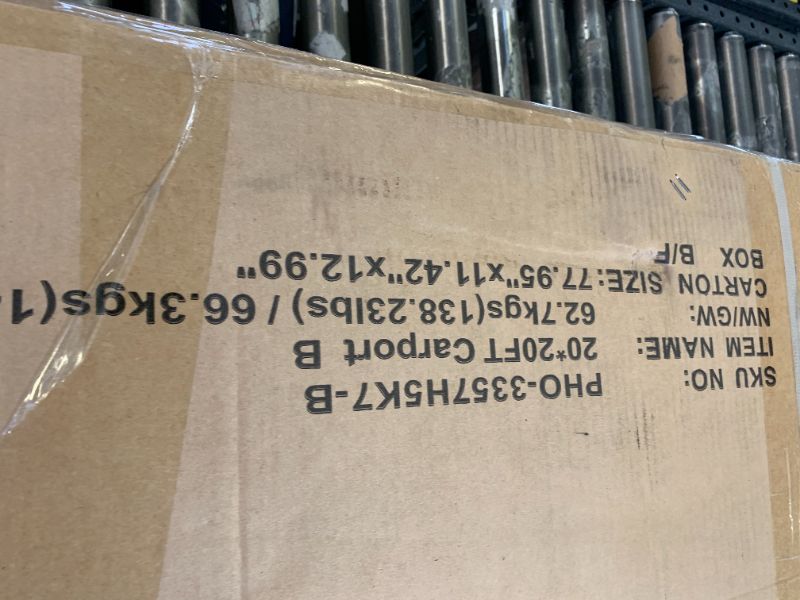 SKU NO: PHO-3357H5K7-B
ITEM NAME: 20*20FT Carport B
NW/GW: 62.7kgs(138.23lbs) / 66.3kgs(1
CARTON SIZE:77.95"x11.42"x12.99"
BOX B/F